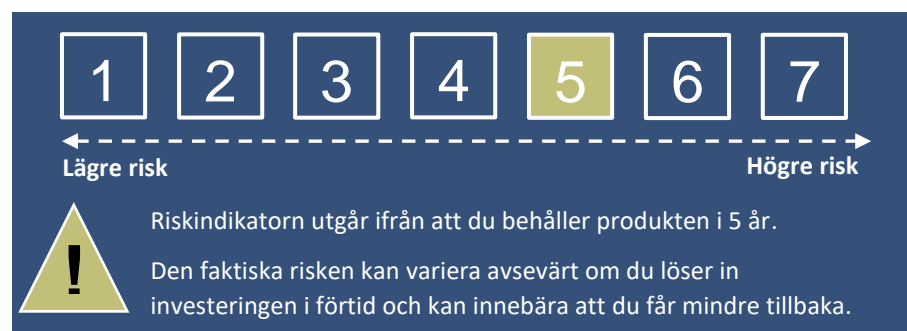 1 2 3 4 5 6 7
Lägre risk Högre risk
Riskindikatorn utgår ifrån att du behåller produkten i 5 år.
!
Den faktiska risken kan variera avsevärt om du löser in
investeringen i förtid och kan innebära att du får mindre tillbaka.